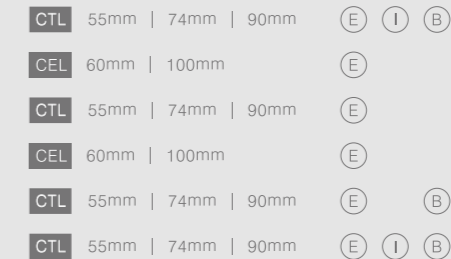 CTL 55mm | 74mm | 90mm E I B
CEL 60mm | 100mm E
CTL 55mm | 74mm | 90mm E
CEL 60mm | 100mm E
CTL 55mm | 74mm | 90mm E B
CTL 55mm | 74mm | 90mm E I B